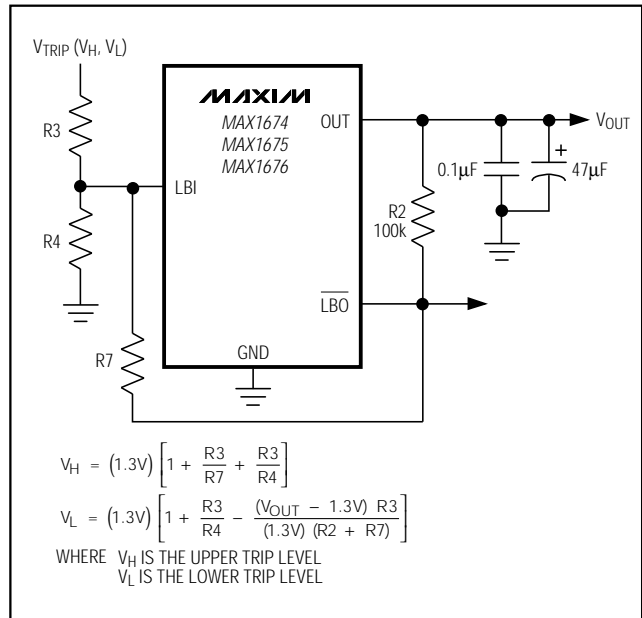 VTRIP (VH, VL)
MAXIM
MAX1674
MAX1675
MAX1676
OUT
VOUT
R3
0.1µF
+
47µF
LBI
R2
100k
R4
LBO
R7
GND
VH = (1.3V) [1 + R3/R7 + R3/R4]
VL = (1.3V) [1 + R3/R4 - (VOUT - 1.3V) R3/(1.3V) (R2 + R7)]
WHERE VH IS THE UPPER TRIP LEVEL
VL IS THE LOWER TRIP LEVEL